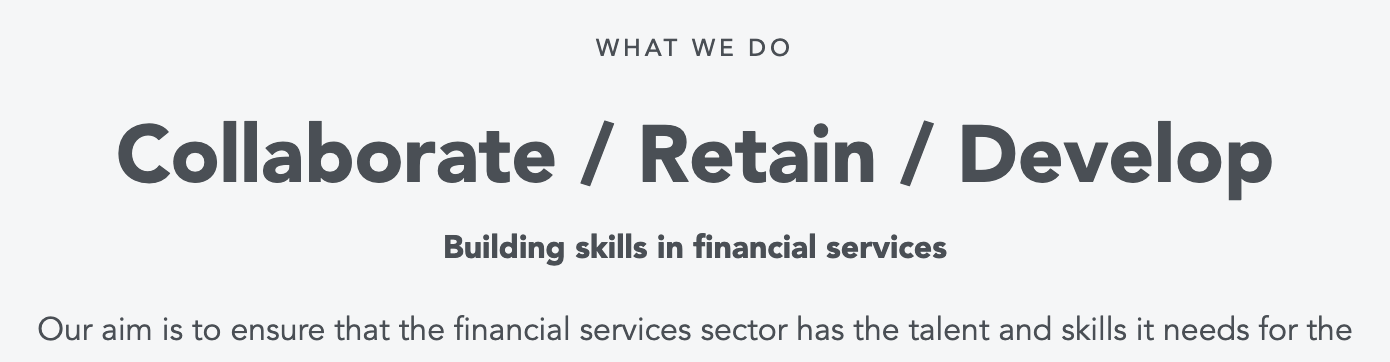 WHAT WE DO
Collaborate / Retain / Develop
Building skills in financial services
Our aim is to ensure that the financial services sector has the talent and skills it needs for the